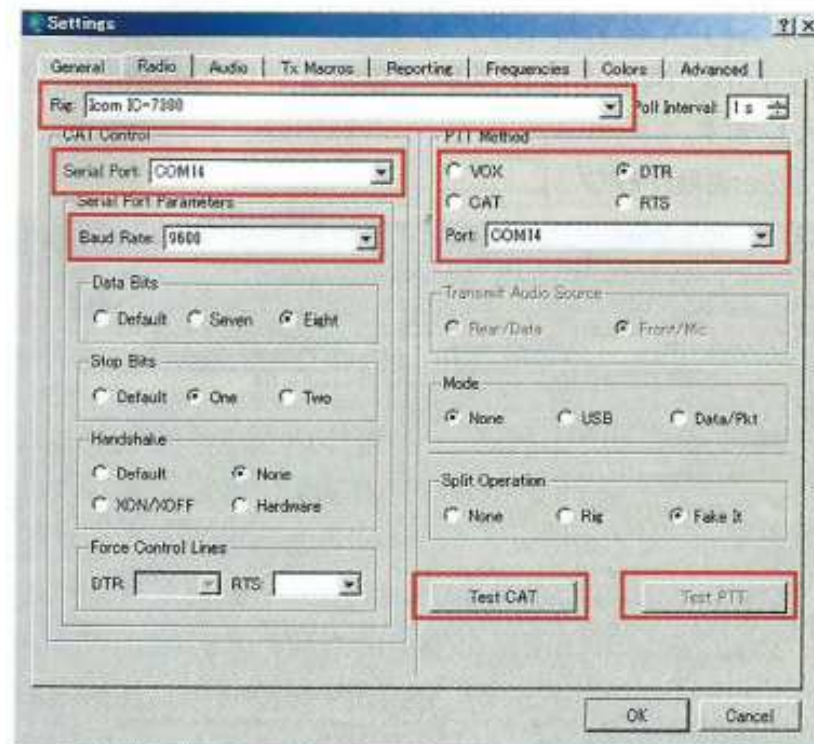 Settings
General Radio Audio Tx Macros Reporting Frequencies Colors Advanced
Rig: Icom IC-7300 Poll Interval: 1 s
CAT Control
Serial Port: COM14
Serial Port Parameters
Baud Rate: 9600
Data Bits
Default Seven Eight
Stop Bits
Default One Two
Handshake
Default None
XON/XOFF Hardware
Force Control Lines
DTR RTS:
PTT Method
VOX DTR
CAT RTS
Port: COM14
Transmit Audio Source
Rear/Data Front/Mic
Mode
None USB Data/Pkt
Split Operation
None Rig Fake It
Test CAT Test PTT
OK Cancel